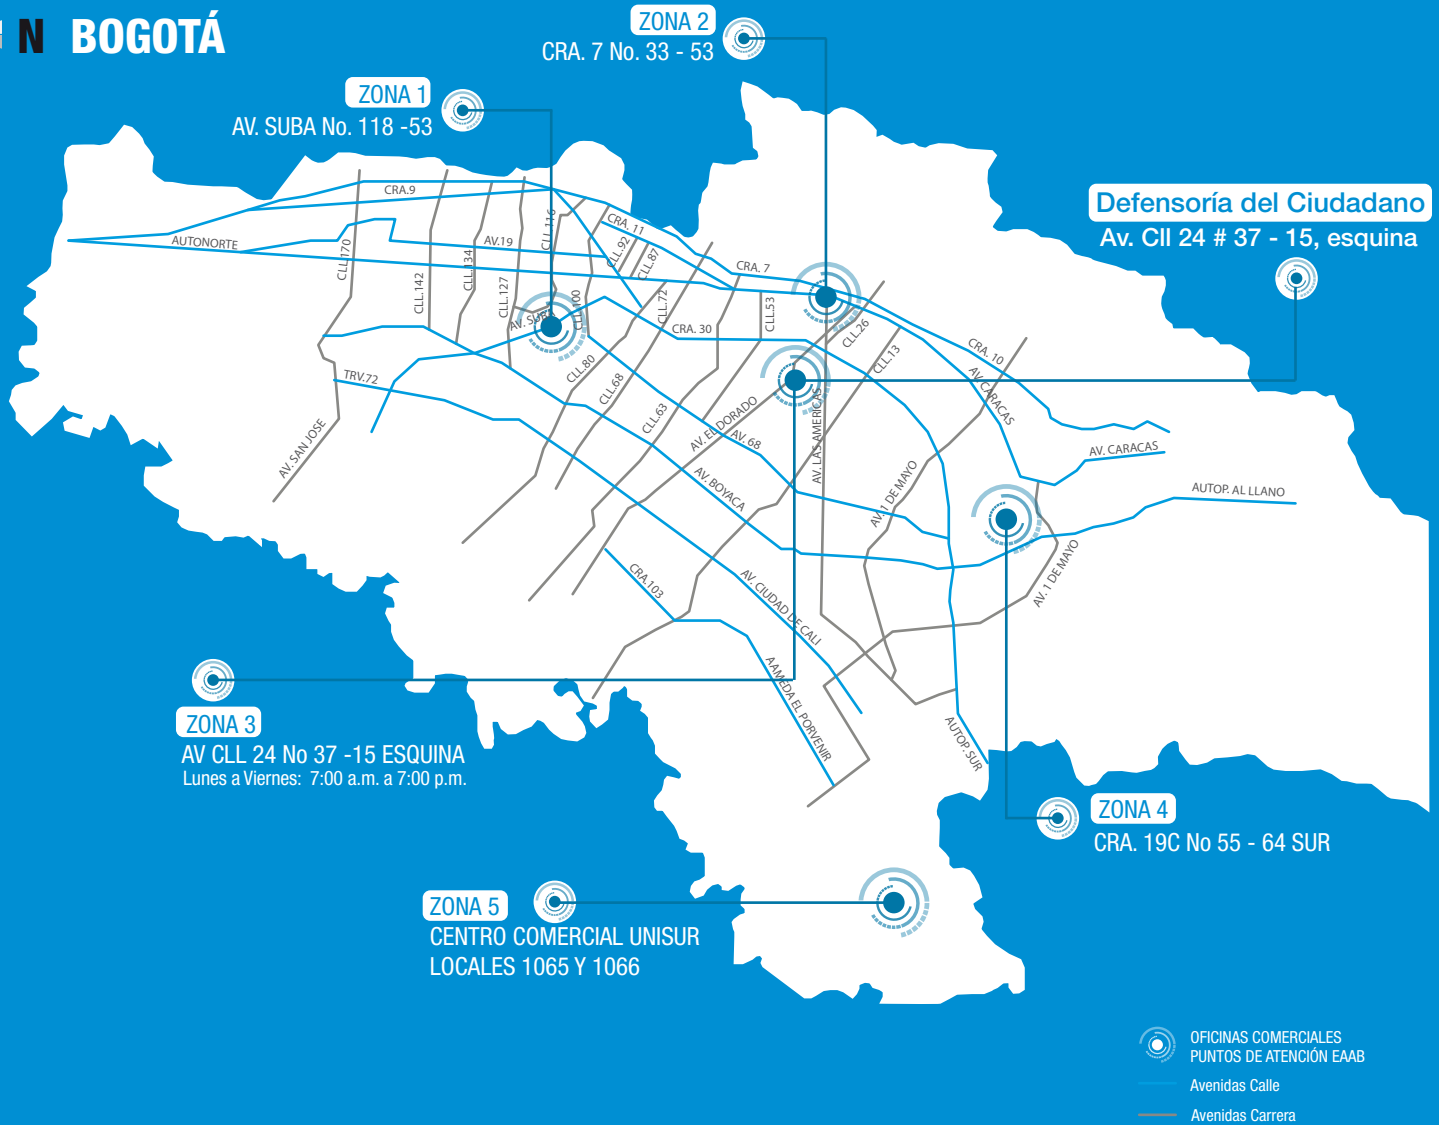 N BOGOTÁ
ZONA 2
CRA. 7 No. 33 - 53
ZONA 1
AV. SUBA No. 118 -53
Defensoría del Ciudadano
Av. Cll 24 # 37 - 15, esquina
CRA.9
AUTONORTE
CLL.170
CLL.142
CLL.134
AV.19
CLL.127
CLL.116
CRA. 11
CLL.92
CLL.87
CRA. 7
CLL.100
AV. SUBA
CLL.72
CLL.53
CRA. 30
CLL.26
CLL.13
CRA. 10
AV. CARACAS
TRV.72
CLL.80
CLL.68
CLL.63
AV. EL DORADO
AV. 68
AV. LAS AMERICAS
AV. SAN JOSE
AV. BOYACA
AV. 1 DE MAYO
AV. CARACAS
AUTOP. AL LLANO
AV. 1 DE MAYO
CRA.103
AV. CIUDAD DE CALI
AAMEDA EL PORVENIR
AUTOP. SUR
ZONA 3
AV CLL 24 No 37 -15 ESQUINA
Lunes a Viernes: 7:00 a.m. a 7:00 p.m.
ZONA 4
CRA. 19C No 55 - 64 SUR
ZONA 5
CENTRO COMERCIAL UNISUR
LOCALES 1065 Y 1066
OFICINAS COMERCIALES
PUNTOS DE ATENCIÓN EAAB
Avenidas Calle
Avenidas Carrera